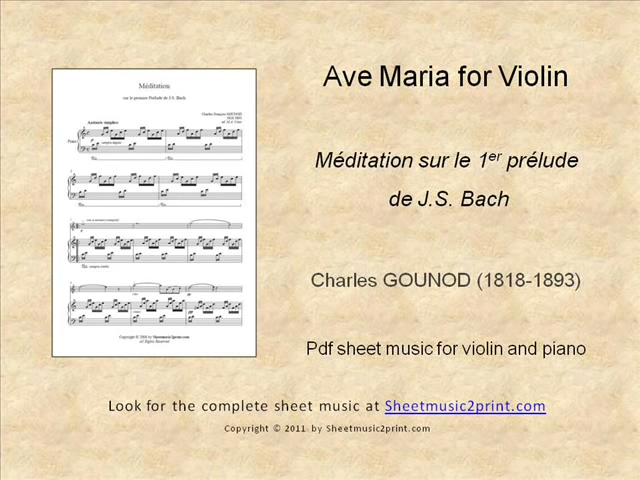 Méditation
sur le premier Prélude de J.S. Bach
Charles François GOUNOD
Piano
Ave Maria for Violin
Méditation sur le 1er prélude
de J.S. Bach
Charles GOUNOD (1818-1893)
Pdf sheet music for violin and piano
Look for the complete sheet music at Sheetmusic2print.com
Copyright © 2011 by Sheetmusic2print.com